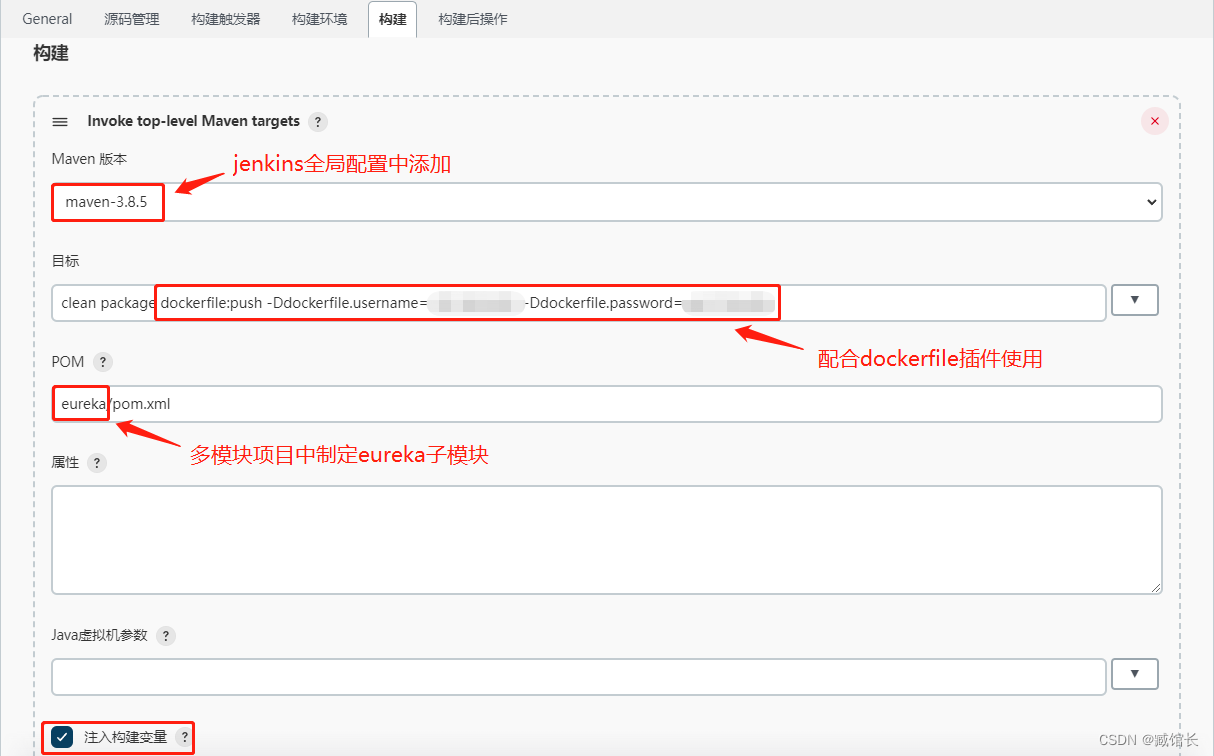 General 源码管理 构建触发器 构建环境 构建 构建后操作
构建
Invoke top-level Maven targets ?
Maven 版本
jenkins全局配置中添加
maven-3.8.5
目标
clean package dockerfile:push -Ddockerfile.username= -Ddockerfile.password=
配合dockerfile插件使用
POM ?
eureka/pom.xml
多模块项目中制定eureka子模块
属性 ?
Java虚拟机参数 ?
注入构建变量 ?
CSDN @臧馆长